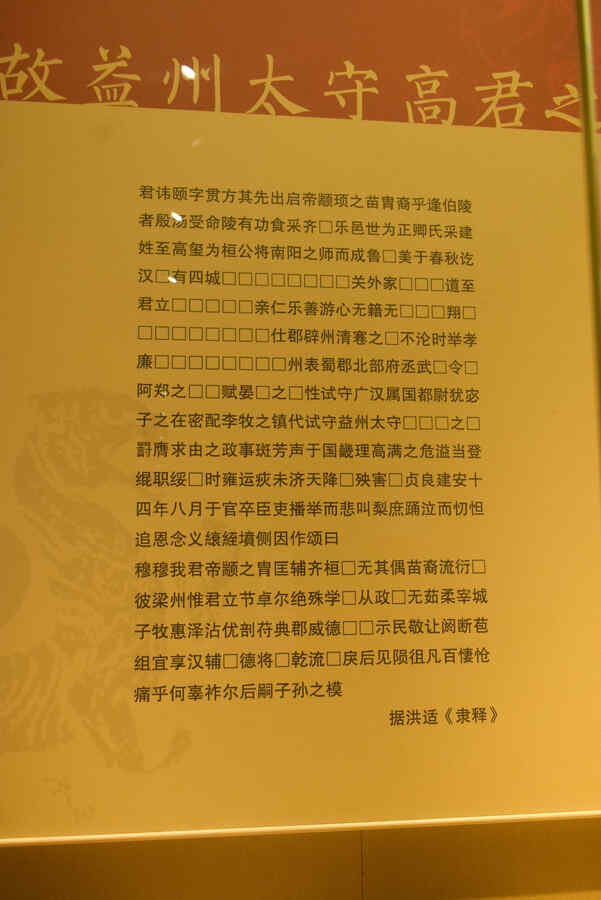 故益州太守高君之
君讳颐字贯方其先出启帝颛顼之苗胄裔乎逢伯陵
者殷汤受命陵有功食采齐□乐邑世为正卿氏采建
姓至高玺为桓公将南阳之师而成鲁□美于春秋讫
汉□有四城□□□□□□□□关外家□□□道至
君立□□□□□亲仁乐善游心无籍无□□□翔□
□□□□□□□□仕郡辟州清骞之□不沦时举孝
廉□□□□□□□□州表蜀郡北部府丞武□令□
阿郑之□□赋晏□之□性试守广汉属国都尉犹宓
子之在密配李牧之镇代试守益州太守□□□之□
罸膺求由之政事斑芳声于国畿理高满之危溢当登
绲职绥□时雍运疢未济天降□殃害□贞良建安十
四年八月于官卒臣吏播举而悲叫梨庶踊泣而忉怛
追恩念义缞绖墳侧因作颂曰
穆穆我君帝颛之胄匡辅齐桓□无其偶苗裔流衍□
彼梁州惟君立节卓尔绝殊学□从政□无茹柔宰城
子牧惠泽沾优剖苻典郡威德□□示民敬让阏断苞
组宜享汉辅□德将□乾流□戾后见陨徂凡百悽怆
痛乎何辜祚尔后嗣子孙之模
据洪适《隶释》